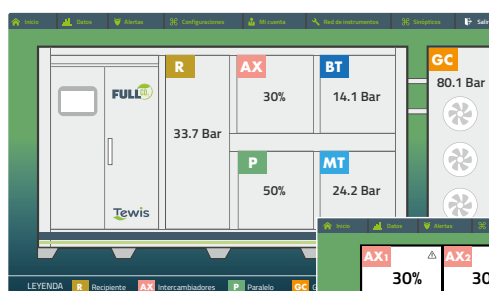 Inicio Datos Alertas Configuraciones Mi cuenta Red de instrumentos Sinópticos Salir
R AX BT GC
FULL
30% 14.1 Bar 80.1 Bar
33.7 Bar
P MT
50% 24.2 Bar
Tewis
Inicio Datos Alertas
AX1 AX2
30% 30
LEYENDA R Recipiente AX Intercambiadores P Paralelo GC G